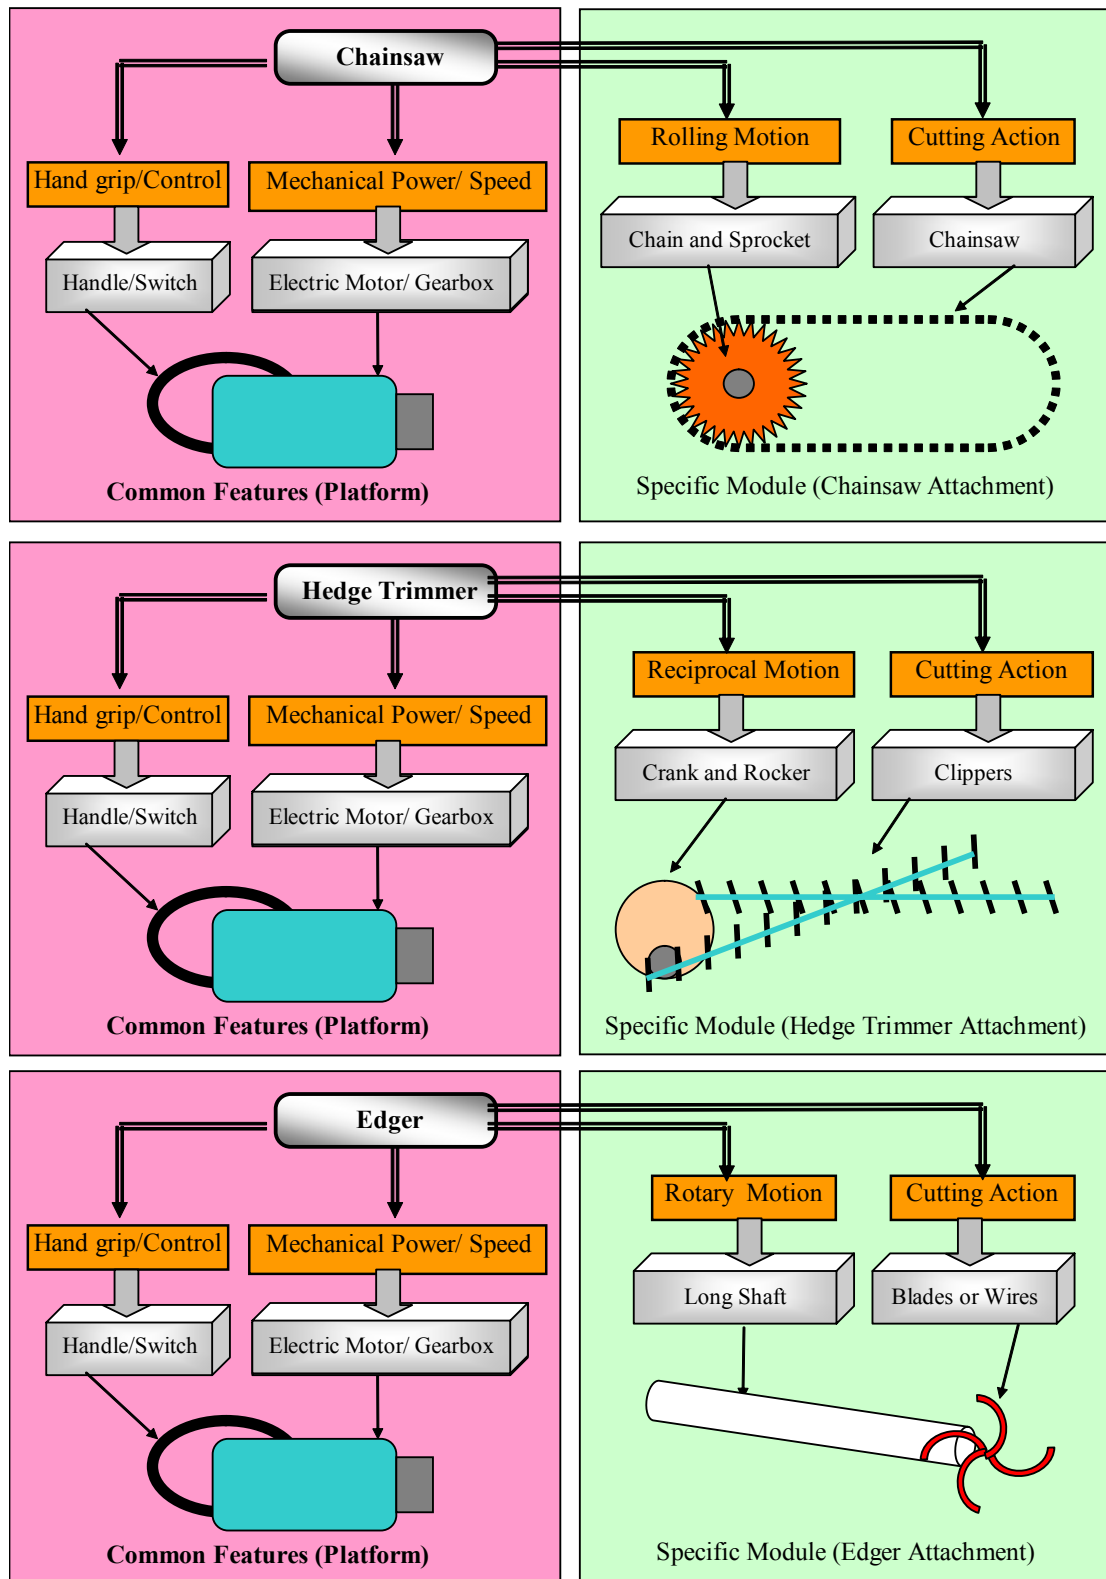 Chainsaw
Hand grip/Control
Mechanical Power/ Speed
Handle/Switch
Electric Motor/ Gearbox
Common Features (Platform)
Rolling Motion
Cutting Action
Chain and Sprocket
Chainsaw
Specific Module (Chainsaw Attachment)
Hedge Trimmer
Hand grip/Control
Mechanical Power/ Speed
Handle/Switch
Electric Motor/ Gearbox
Common Features (Platform)
Reciprocal Motion
Cutting Action
Crank and Rocker
Clippers
Specific Module (Hedge Trimmer Attachment)
Edger
Hand grip/Control
Mechanical Power/ Speed
Handle/Switch
Electric Motor/ Gearbox
Common Features (Platform)
Rotary Motion
Cutting Action
Long Shaft
Blades or Wires
Specific Module (Edger Attachment)